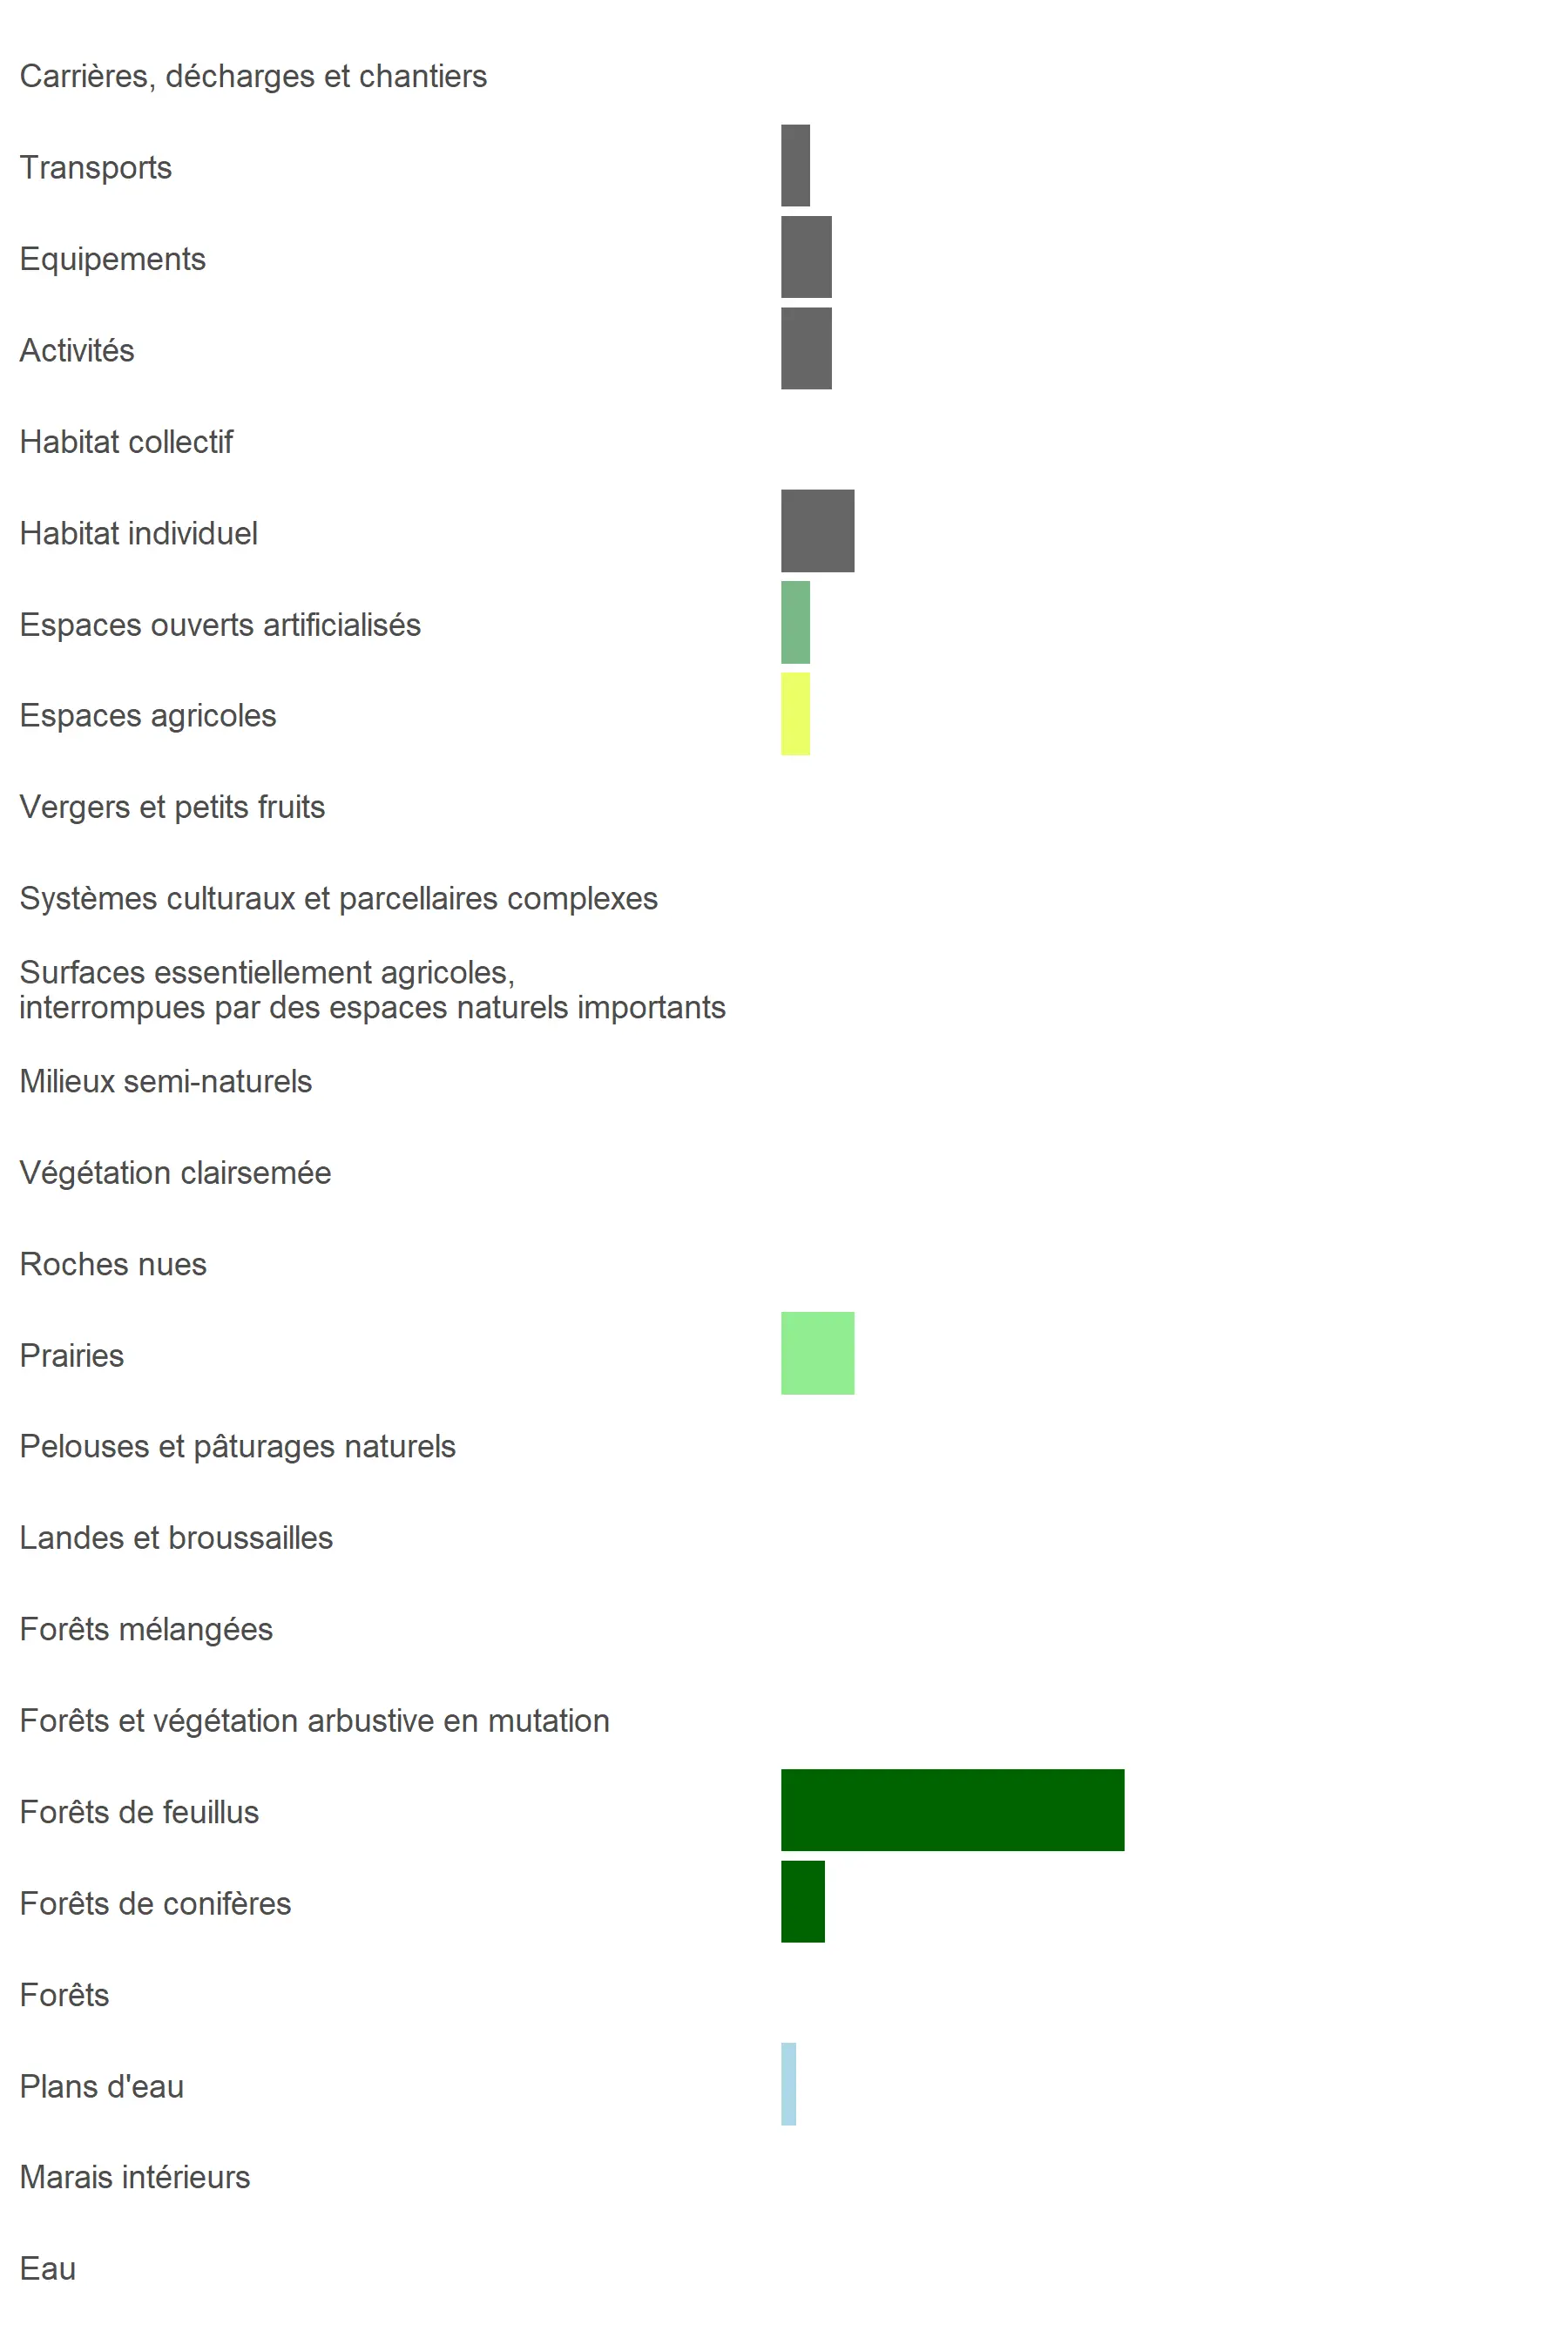 Carrières, décharges et chantiers
Transports
Equipements
Activités
Habitat collectif
Habitat individuel
Espaces ouverts artificialisés
Espaces agricoles
Vergers et petits fruits
Systèmes culturaux et parcellaires complexes
Surfaces essentiellement agricoles,
interrompues par des espaces naturels importants
Milieux semi-naturels
Végétation clairsemée
Roches nues
Prairies
Pelouses et pâturages naturels
Landes et broussailles
Forêts mélangées
Forêts et végétation arbustive en mutation
Forêts de feuillus
Forêts de conifères
Forêts
Plans d'eau
Marais intérieurs
Eau